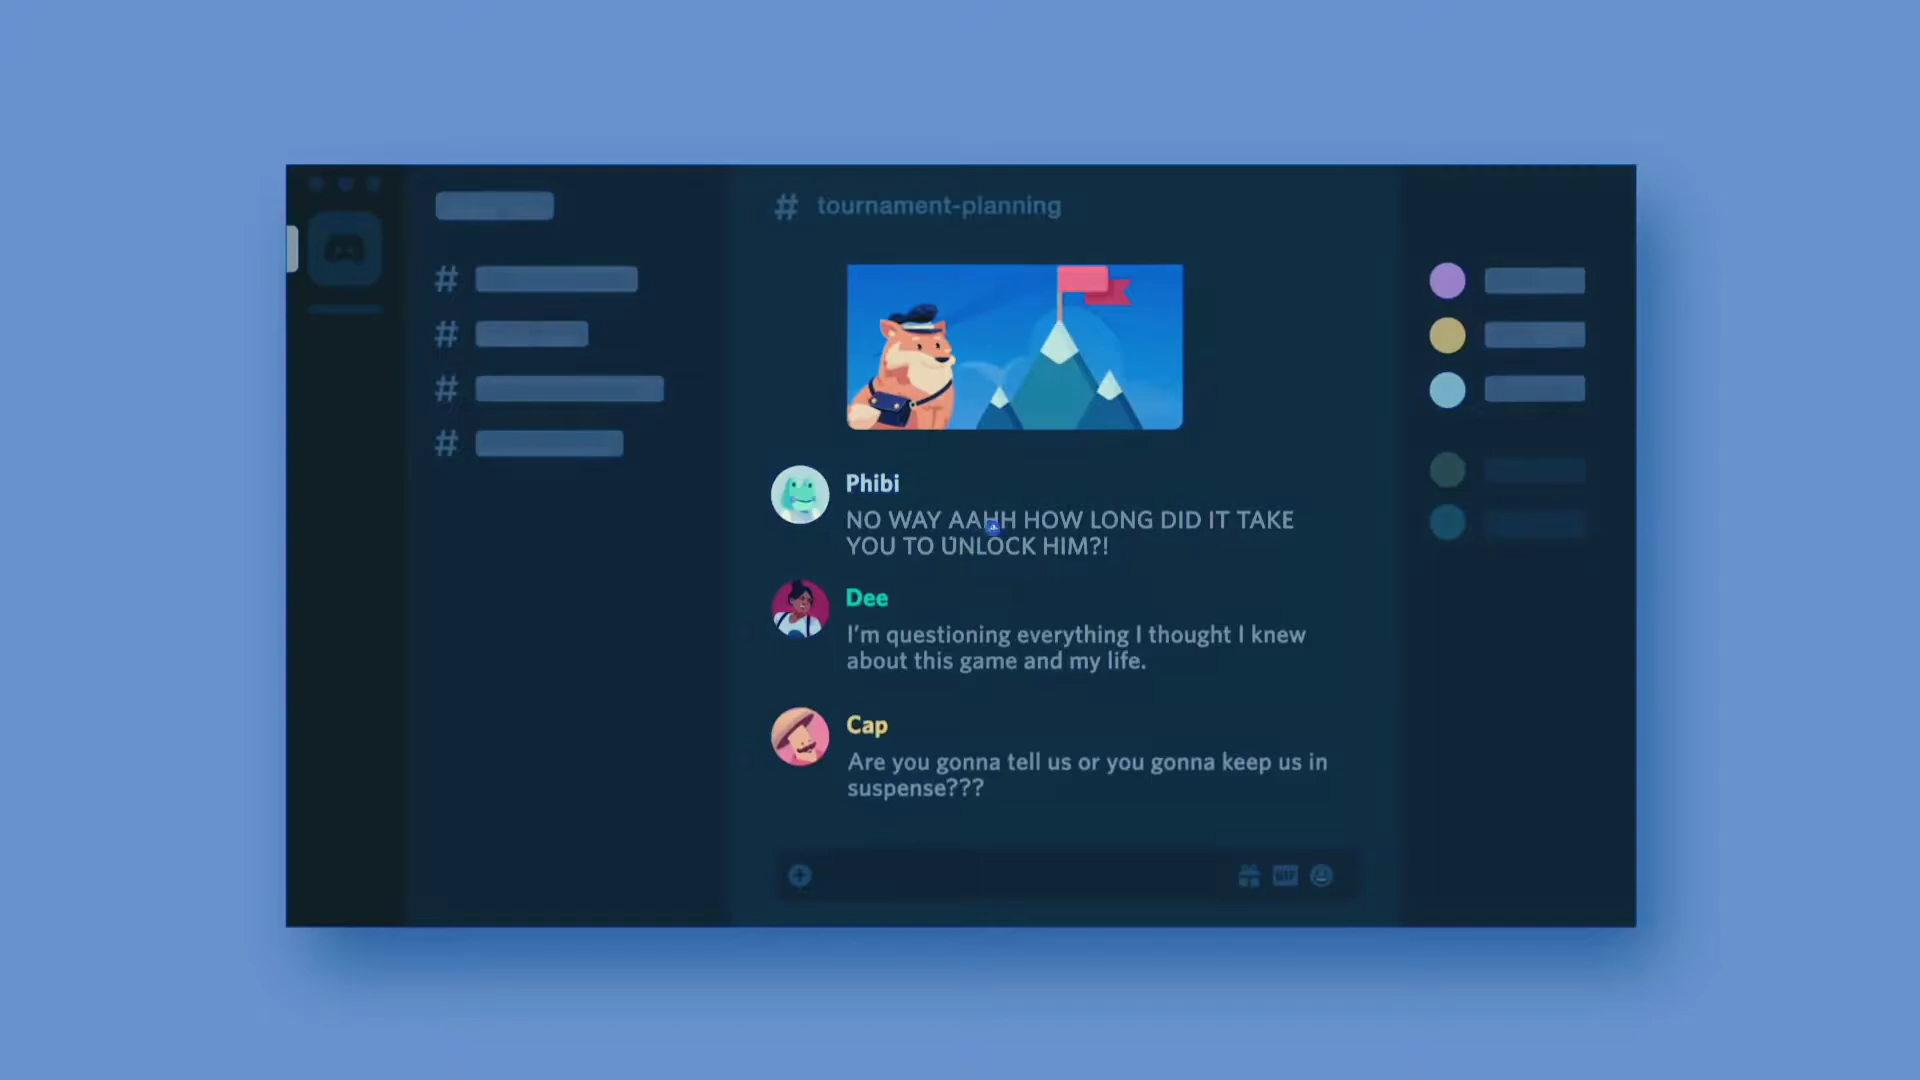 # tournament-planning
#
#
#
#
Phibi
NO WAY AAHH HOW LONG DID IT TAKE
YOU TO UNLOCK HIM?!
Dee
I'm questioning everything I thought I knew
about this game and my life.
Cap
Are you gonna tell us or you gonna keep us in
suspense???
GIF